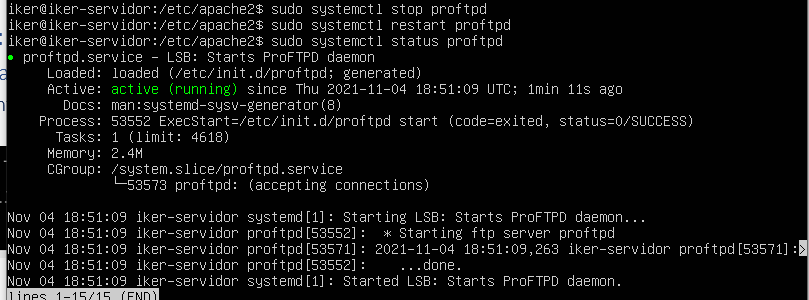 iker@iker-servidor:/etc/apache2$ sudo systemctl stop proftpd
iker@iker-servidor:/etc/apache2$ sudo systemctl restart proftpd
iker@iker-servidor:/etc/apache2$ sudo systemctl status proftpd
● proftpd.service – LSB: Starts ProFTPD daemon
Loaded: loaded (/etc/init.d/proftpd; generated)
Active: active (running) since Thu 2021-11-04 18:51:09 UTC; 1min 11s ago
Docs: man:systemd-sysv-generator(8)
Process: 53552 ExecStart=/etc/init.d/proftpd start (code=exited, status=0/SUCCESS)
Tasks: 1 (limit: 4618)
Memory: 2.4M
CGroup: /system.slice/proftpd.service
└─53573 proftpd: (accepting connections)
Nov 04 18:51:09 iker-servidor systemd[1]: Starting LSB: Starts ProFTPD daemon...
Nov 04 18:51:09 iker-servidor proftpd[53552]: * Starting ftp server proftpd
Nov 04 18:51:09 iker-servidor proftpd[53571]: 2021-11-04 18:51:09,263 iker-servidor proftpd[53571]:>
Nov 04 18:51:09 iker-servidor proftpd[53552]: ...done.
Nov 04 18:51:09 iker-servidor systemd[1]: Started LSB: Starts ProFTPD daemon.
lines 1-15/15 (END)